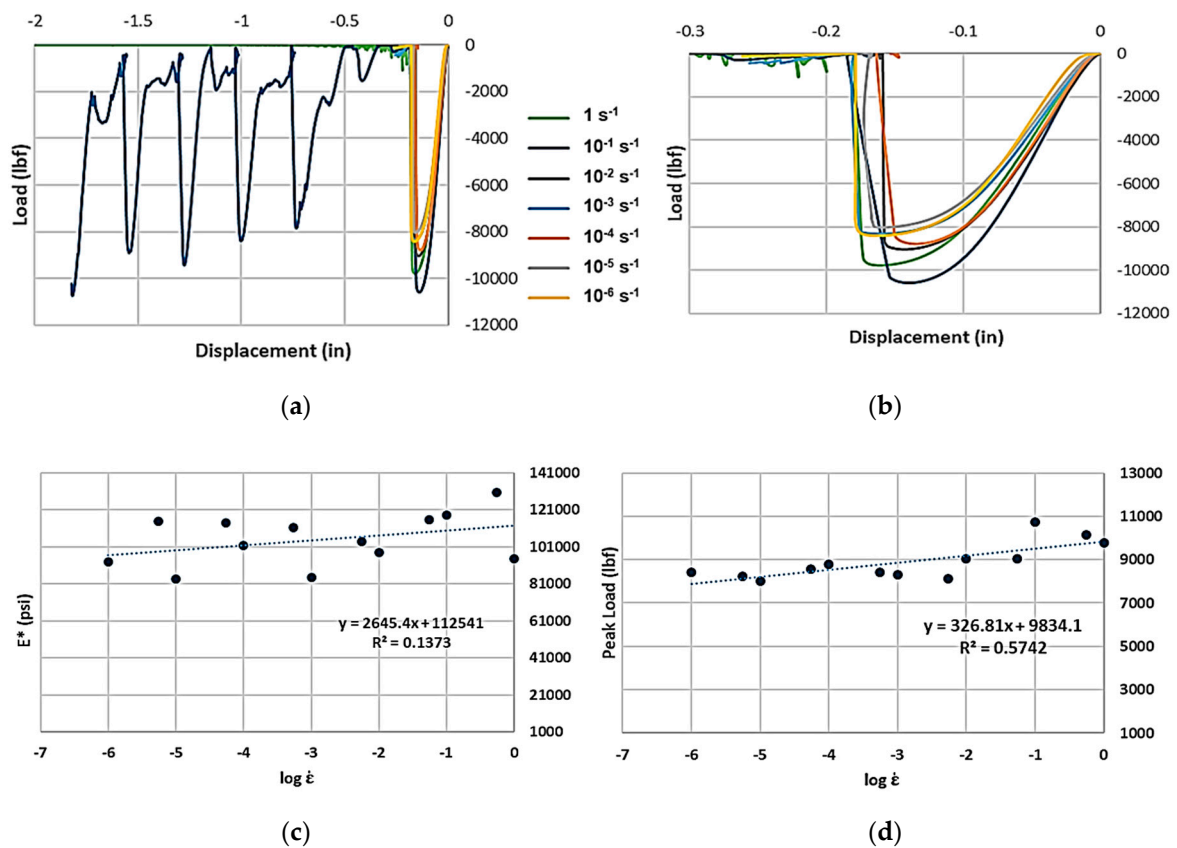 -2 -1.5 -1 -0.5 0
0
-2000
-4000
-6000
-8000
-10000
-12000
Load (lbf)
Displacement (in)
(a)
1 s⁻¹
10⁻¹ s⁻¹
10⁻² s⁻¹
10⁻³ s⁻¹
10⁻⁴ s⁻¹
10⁻⁵ s⁻¹
10⁻⁶ s⁻¹
-0.3 -0.2 -0.1 0
0
-2000
-4000
-6000
-8000
-10000
-12000
Load (lbf)
Displacement (in)
(b)
141000
121000
101000
81000
61000
41000
21000
1000
E* (psi)
y = 2645.4x + 112541
R² = 0.1373
-7 -6 -5 -4 -3 -2 -1 0
log ε̇
(c)
13000
11000
9000
7000
5000
3000
1000
Peak Load (lbf)
y = 326.81x + 9834.1
R² = 0.5742
-7 -6 -5 -4 -3 -2 -1 0
log ε̇
(d)